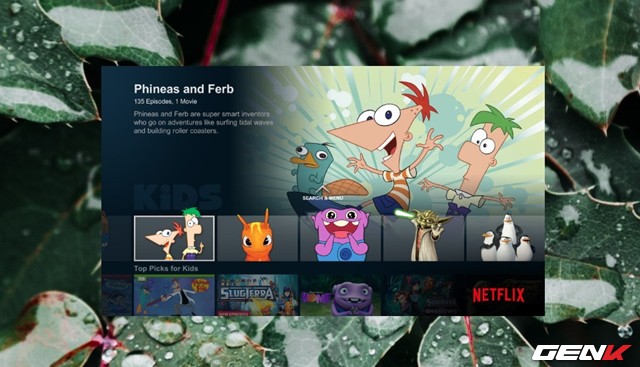 Phineas and Ferb
135 Episodes, 1 Movie
Phineas and Ferb are super smart inventors
who go on adventures like surfing tidal waves
and building roller coasters.
KIDS
SEARCH & MENU
Top Picks for Kids
SLUGTERRA
NETFLIX
GENK